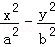 x²/a² − y²/b²